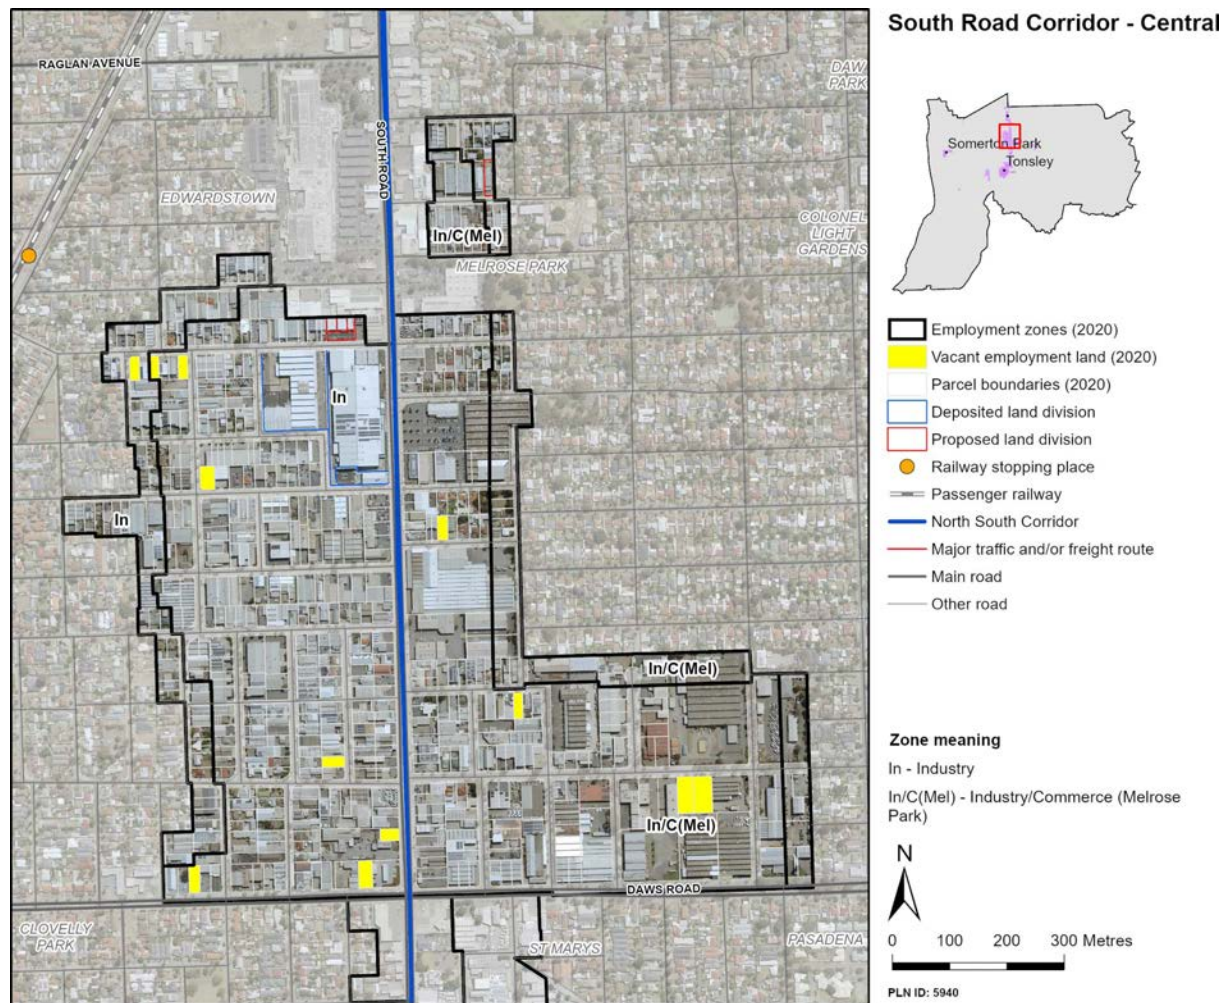 South Road Corridor - Central
RAGLAN AVENUE
DAW
PARK
SOUTH ROAD
EDWARDSTOWN
In/C(Mel)
COLONEL
LIGHT
GARDENS
MELROSE PARK
In
In
In/C(Mel)
In/C(Mel)
DAWS ROAD
CLOVELLY
PARK
ST MARYS
PASADENA
Somerton Park
Tonsley
Employment zones (2020)
Vacant employment land (2020)
Parcel boundaries (2020)
Deposited land division
Proposed land division
Railway stopping place
Passenger railway
North South Corridor
Major traffic and/or freight route
Main road
Other road
Zone meaning
In - Industry
In/C(Mel) - Industry/Commerce (Melrose
Park)
N
0 100 200 300 Metres
PLN ID: 5940